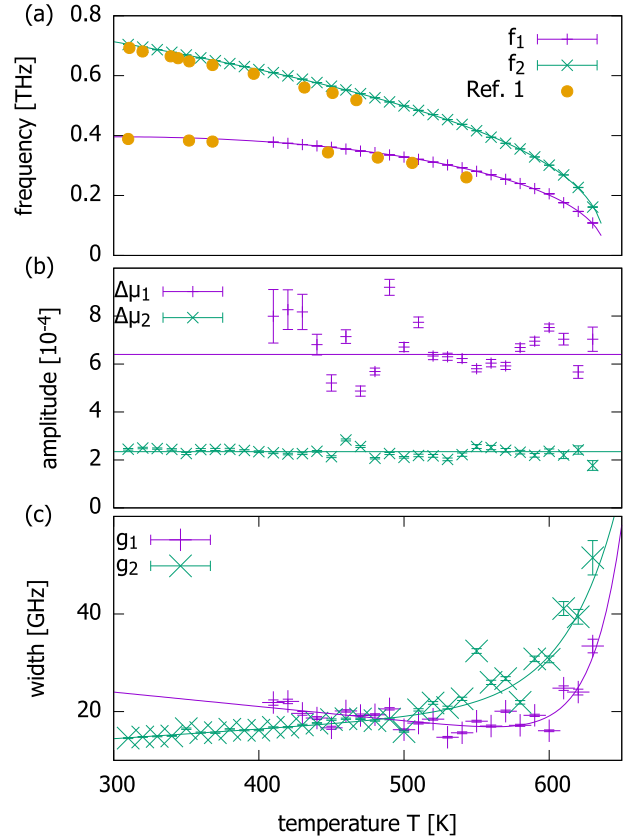 (a)
0.8
0.6
0.4
0.2
0
frequency [THz]
f₁
f₂
Ref. 1
(b)
8
6
4
2
0
amplitude [10⁻⁴]
Δμ₁
Δμ₂
(c)
40
20
width [GHz]
g₁
g₂
300 400 500 600
temperature T [K]